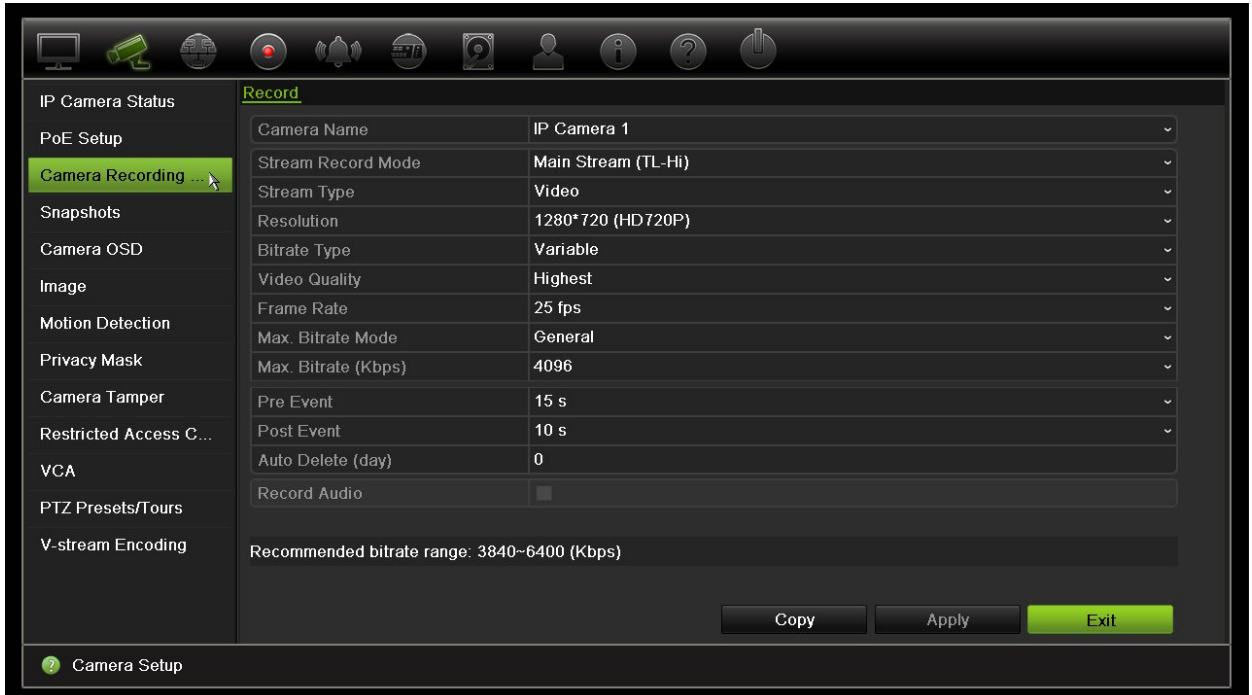 IP Camera Status
PoE Setup
Camera Recording ...
Snapshots
Camera OSD
Image
Motion Detection
Privacy Mask
Camera Tamper
Restricted Access C...
VCA
PTZ Presets/Tours
V-stream Encoding
Record
Camera Name IP Camera 1
Stream Record Mode Main Stream (TL-Hi)
Stream Type Video
Resolution 1280*720 (HD720P)
Bitrate Type Variable
Video Quality Highest
Frame Rate 25 fps
Max. Bitrate Mode General
Max. Bitrate (Kbps) 4096
Pre Event 15 s
Post Event 10 s
Auto Delete (day) 0
Record Audio
Recommended bitrate range: 3840~6400 (Kbps)
Copy Apply Exit
? Camera Setup